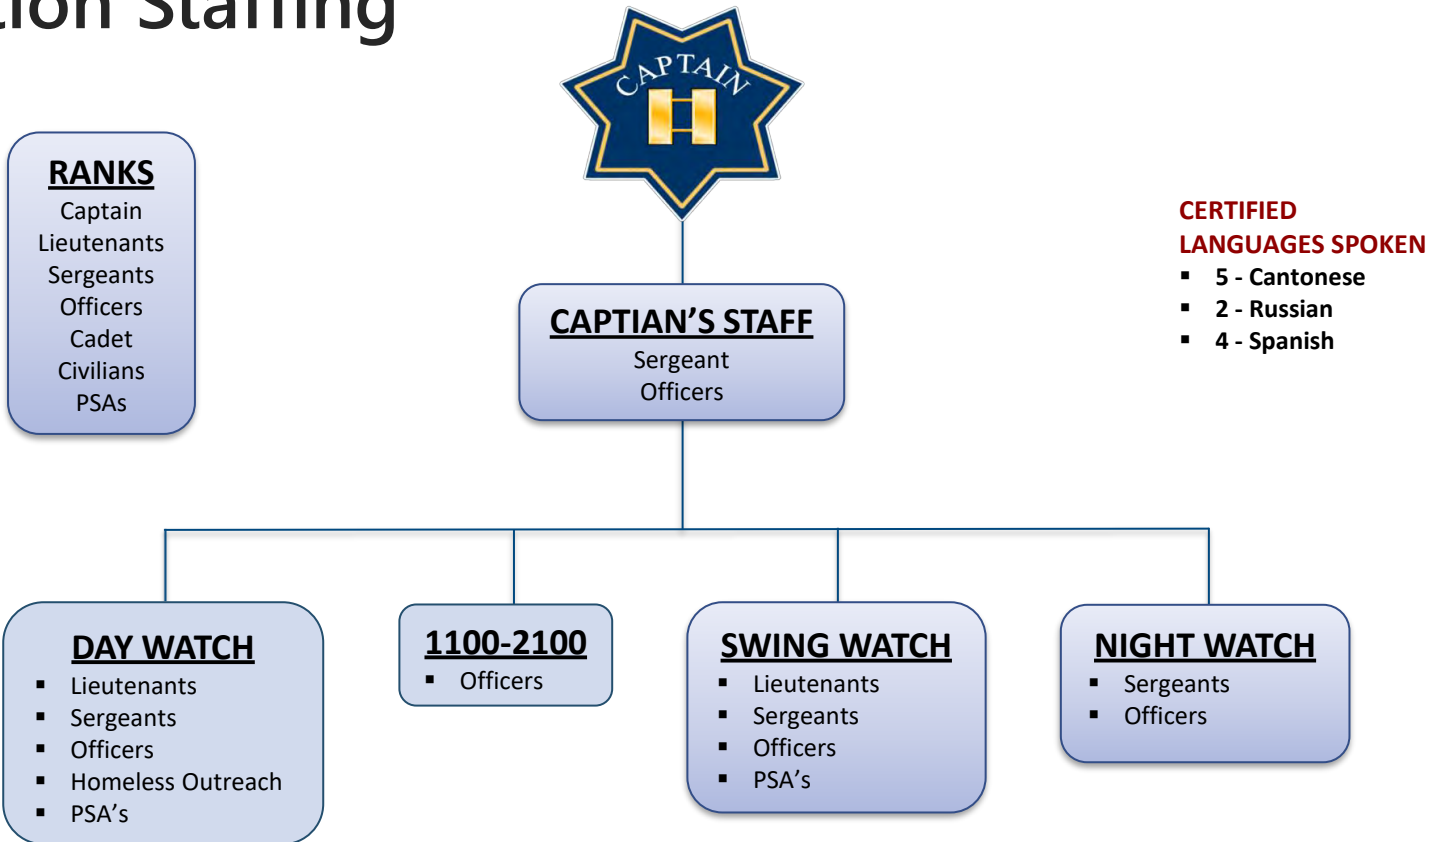 Staffing
CAPTAIN
RANKS
Captain
Lieutenants
Sergeants
Officers
Cadet
Civilians
PSAs
CAPTIAN’S STAFF
Sergeant
Officers
CERTIFIED
LANGUAGES SPOKEN
▪ 5 - Cantonese
▪ 2 - Russian
▪ 4 - Spanish
DAY WATCH
▪ Lieutenants
▪ Sergeants
▪ Officers
▪ Homeless Outreach
▪ PSA’s
1100-2100
▪ Officers
SWING WATCH
▪ Lieutenants
▪ Sergeants
▪ Officers
▪ PSA’s
NIGHT WATCH
▪ Sergeants
▪ Officers